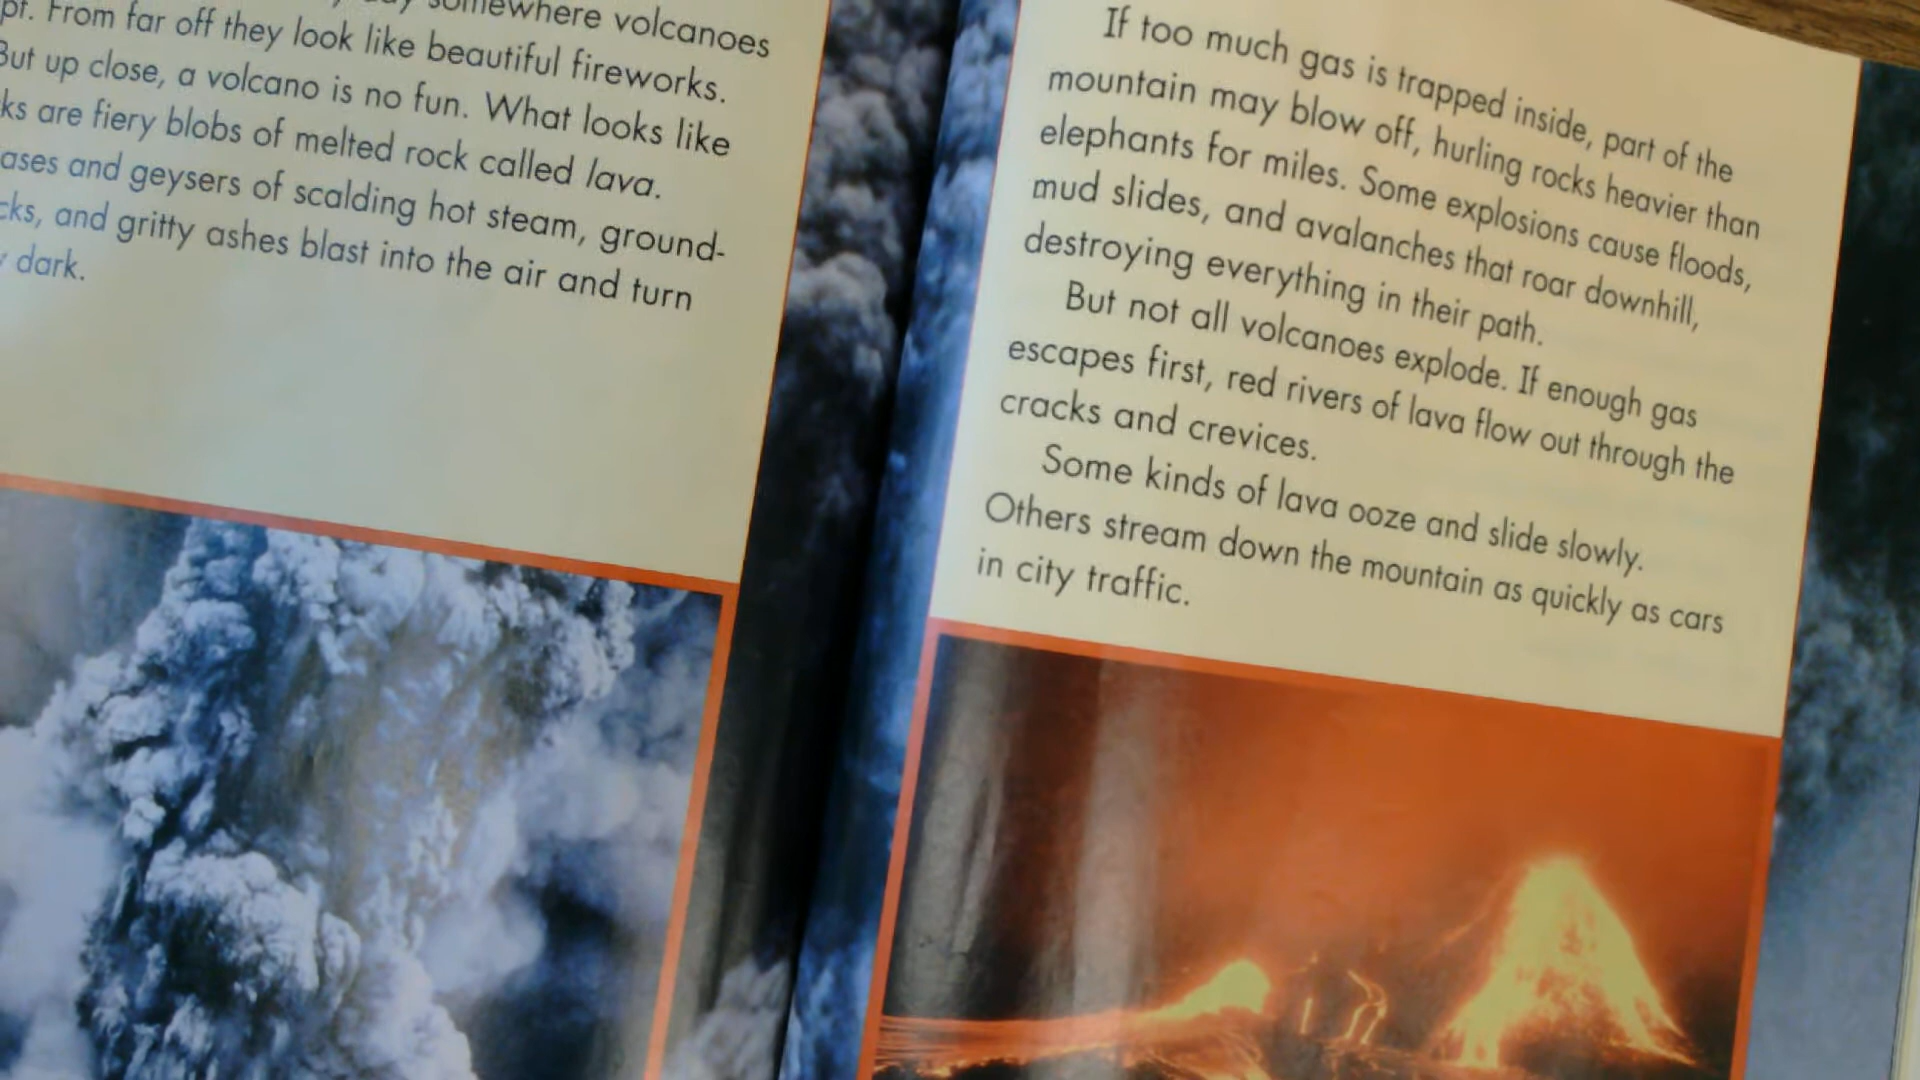 somewhere volcanoes
From far off they look like beautiful fireworks.
But up close, a volcano is no fun. What looks like
are fiery blobs of melted rock called lava.
and geysers of scalding hot steam, ground-
and gritty ashes blast into the air and turn
dark.
If too much gas is trapped inside, part of the
mountain may blow off, hurling rocks heavier than
elephants for miles. Some explosions cause floods,
mud slides, and avalanches that roar downhill,
destroying everything in their path.
But not all volcanoes explode. If enough gas
escapes first, red rivers of lava flow out through the
cracks and crevices.
Some kinds of lava ooze and slide slowly.
Others stream down the mountain as quickly as cars
in city traffic.